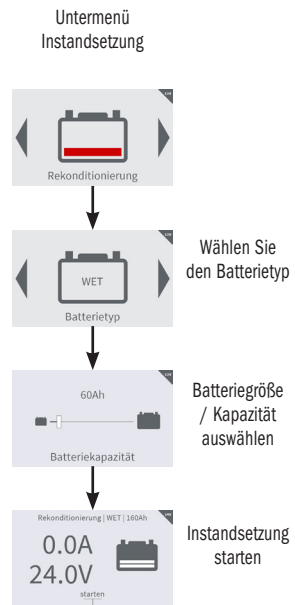 Untermenü
Instandsetzung
Rekonditionierung
WET
Batterietyp
Wählen Sie
den Batterietyp
60Ah
Batteriekapazität
Batteriegröße
/ Kapazität
auswählen
Rekonditionierung | WET | 160Ah
0.0A
24.0V
starten
Instandsetzung
starten